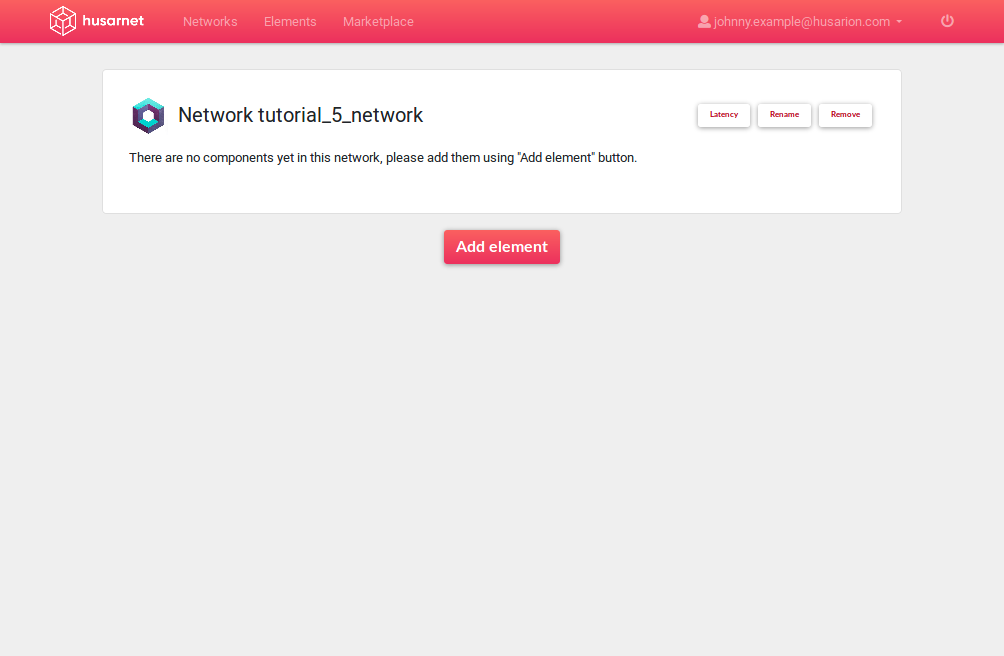 husarnet Networks Elements Marketplace johnny.example@husarion.com
Network tutorial_5_network Latency Rename Remove
There are no components yet in this network, please add them using "Add element" button.
Add element